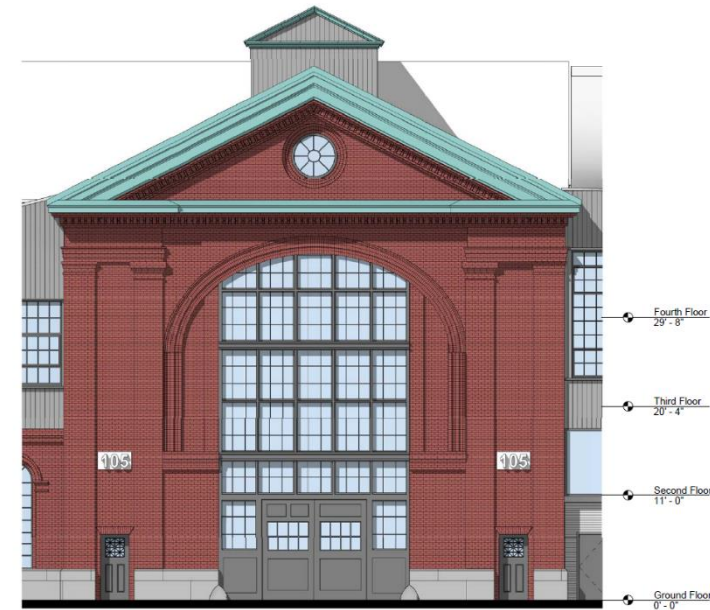 Fourth Floor
29' - 8"
Third Floor
20' - 4"
105
105
Second Floor
11' - 0"
Ground Floor
0' - 0"